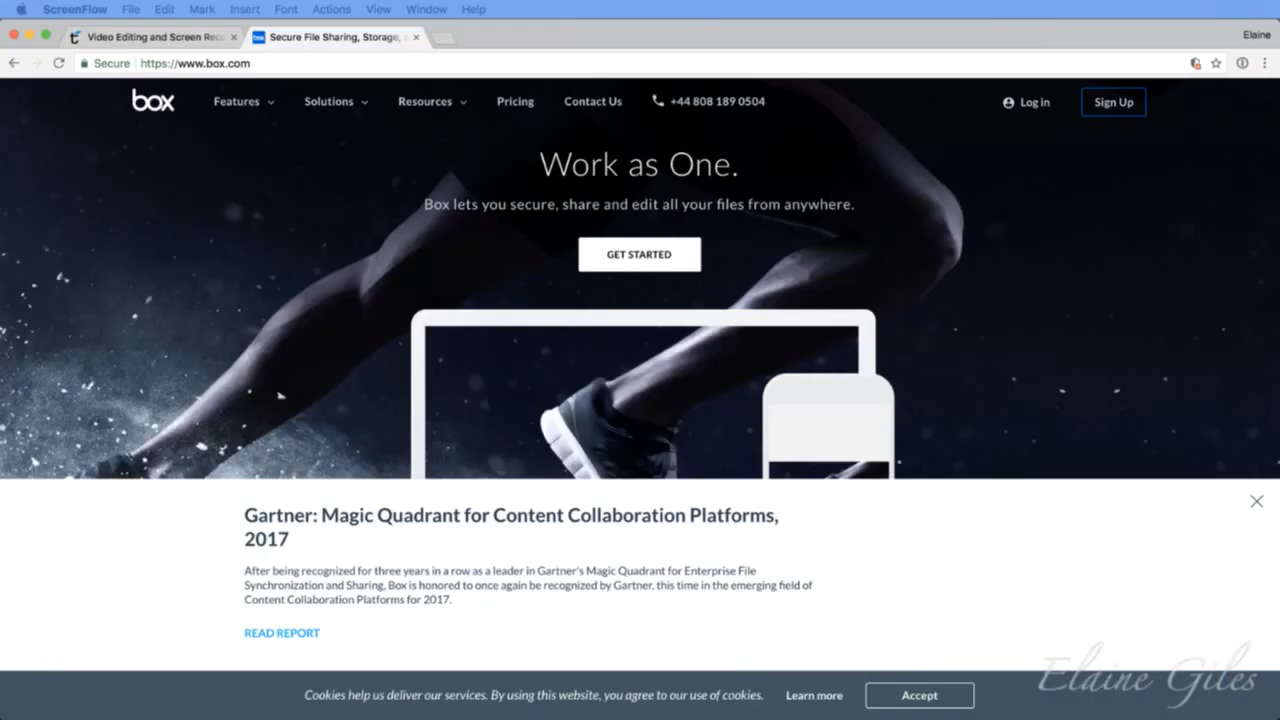 ScreenFlow File Edit Mark Insert Font Actions View Window Help
Video Editing and Screen Reco
Secure File Sharing, Storage,
Elaine
Secure https://www.box.com
box Features Solutions Resources Pricing Contact Us +44 808 189 0504 Log in Sign Up
Work as One.
Box lets you secure, share and edit all your files from anywhere.
GET STARTED
Gartner: Magic Quadrant for Content Collaboration Platforms,
2017
After being recognized for three years in a row as a leader in Gartner's Magic Quadrant for Enterprise File
Synchronization and Sharing, Box is honored to once again be recognized by Gartner, this time in the emerging field of
Content Collaboration Platforms for 2017.
READ REPORT
Elaine Giles
Cookies help us deliver our services. By using this website, you agree to our use of cookies. Learn more Accept